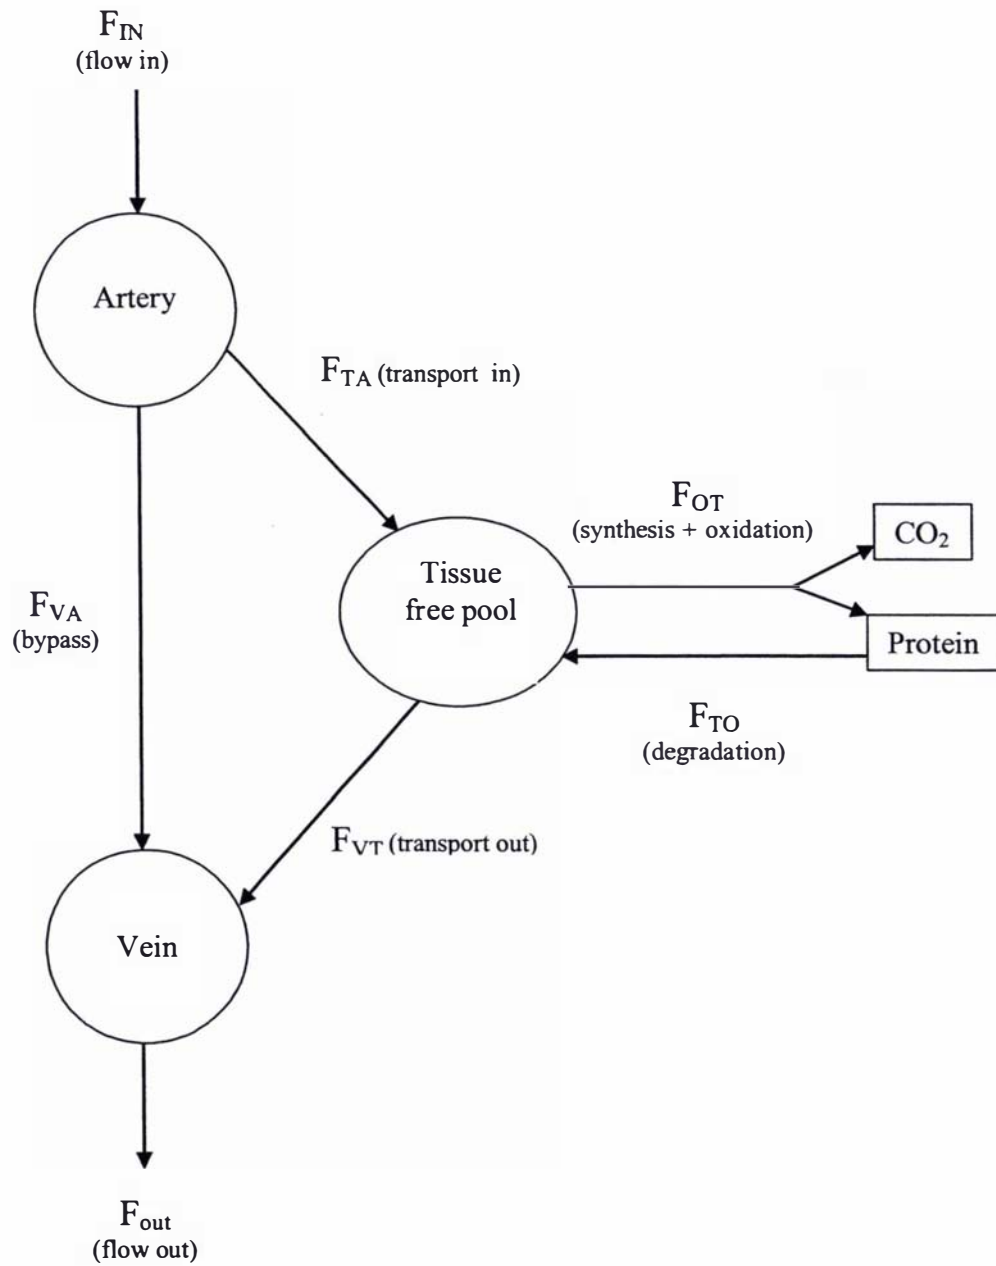 F_IN
(flow in)
Artery
F_TA (transport in)
F_OT
(synthesis + oxidation)
CO₂
Tissue
free pool
F_VA
(bypass)
Protein
F_TO
(degradation)
F_VT (transport out)
Vein
F_out
(flow out)